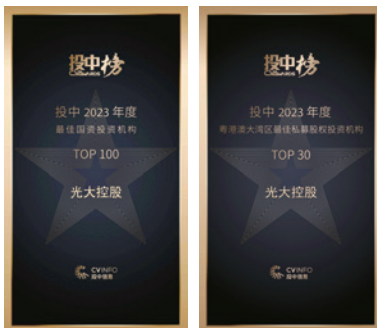 投中榜
CVAWARDS
投中 2023 年度
最佳国资投资机构
TOP 100
光大控股
CVINFO
投中信息
投中榜
CVAWARDS
投中 2023 年度
粤港澳大湾区最佳私募股权投资机构
TOP 30
光大控股
CVINFO
投中信息